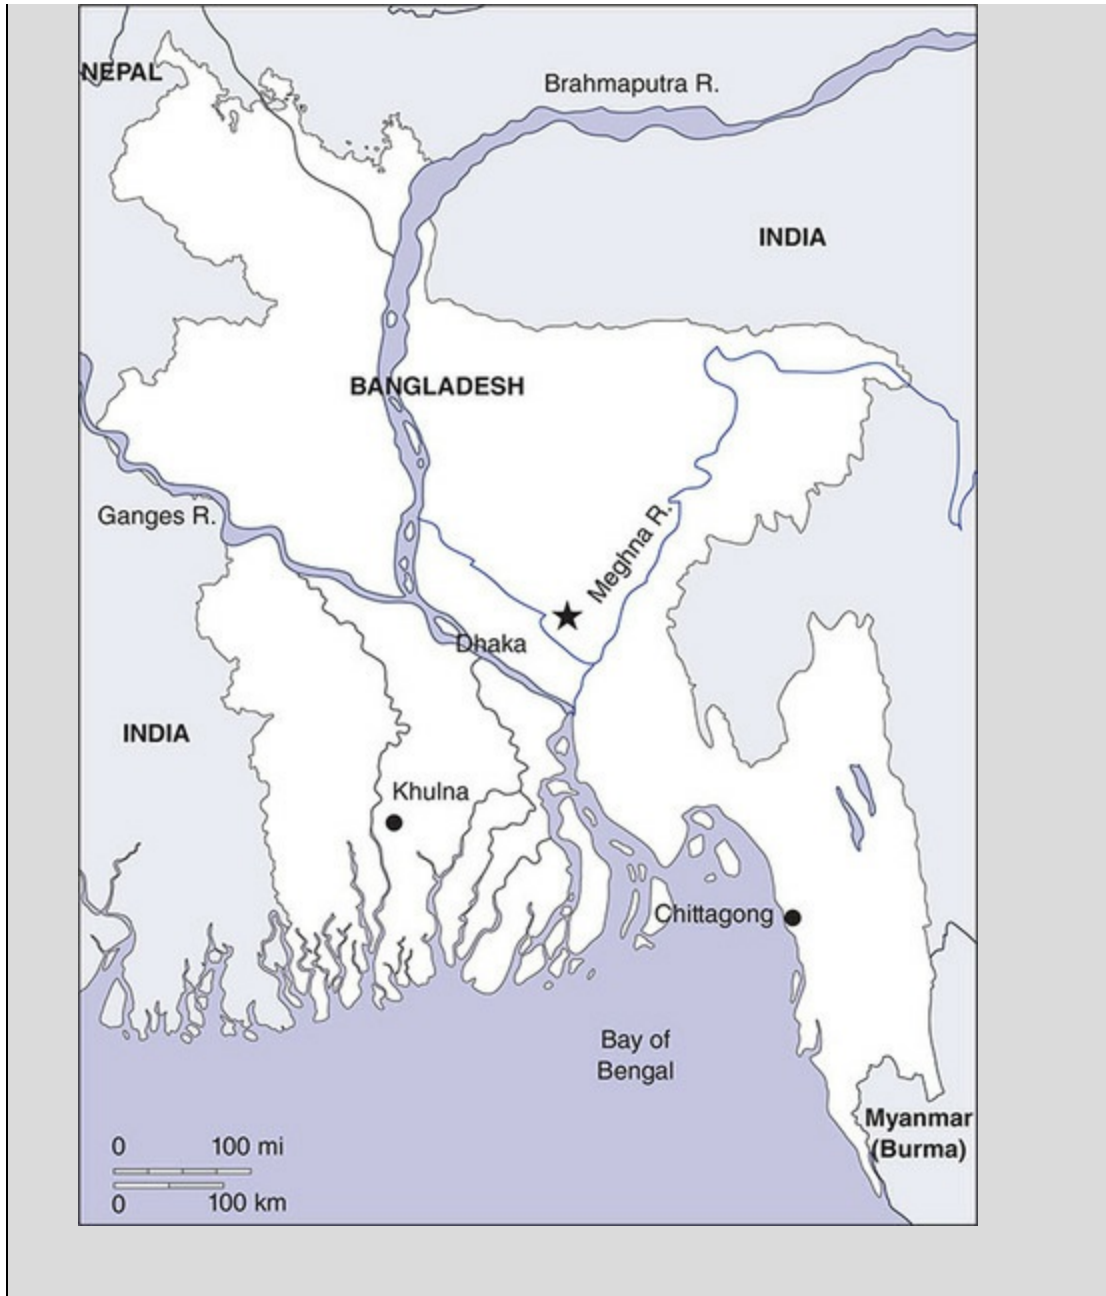 NEPAL
Brahmaputra R.
INDIA
BANGLADESH
Ganges R.
Meghna R.
Dhaka
INDIA
Khulna
Chittagong
Bay of
Bengal
Myanmar
(Burma)
0 100 mi
0 100 km